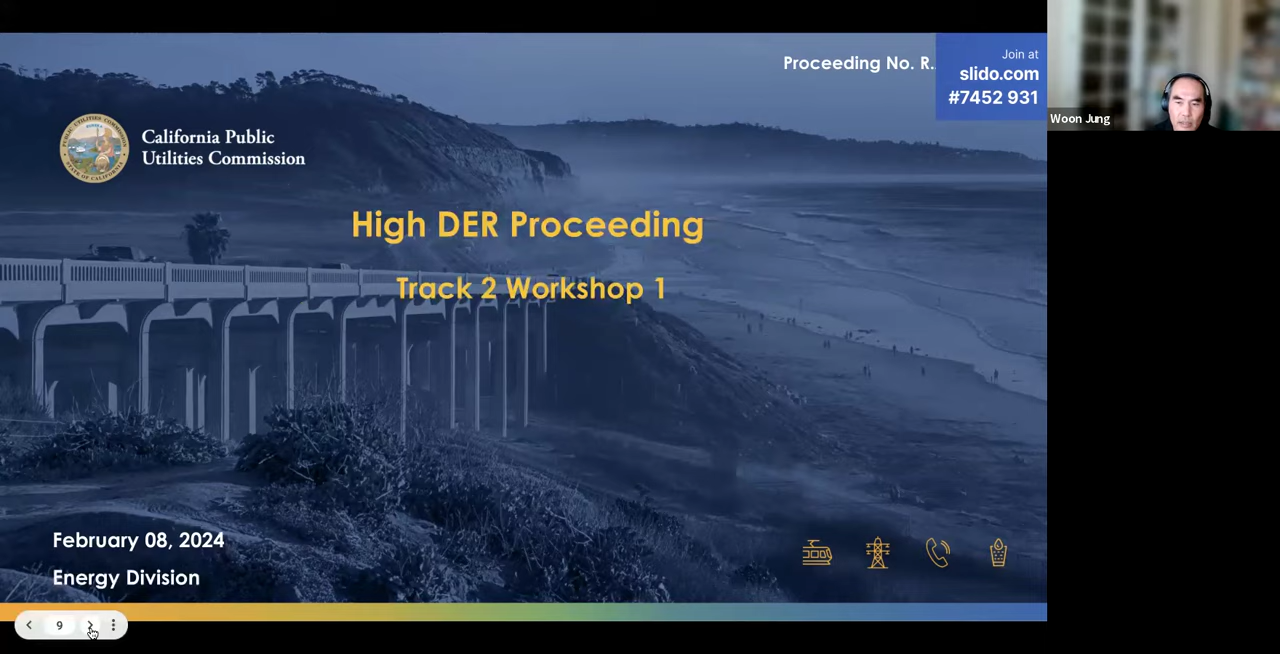 Proceeding No. R.
Join at
slido.com
#7452 931
Woon Jung
California Public
Utilities Commission
High DER Proceeding
Track 2 Workshop 1
February 08, 2024
Energy Division
9